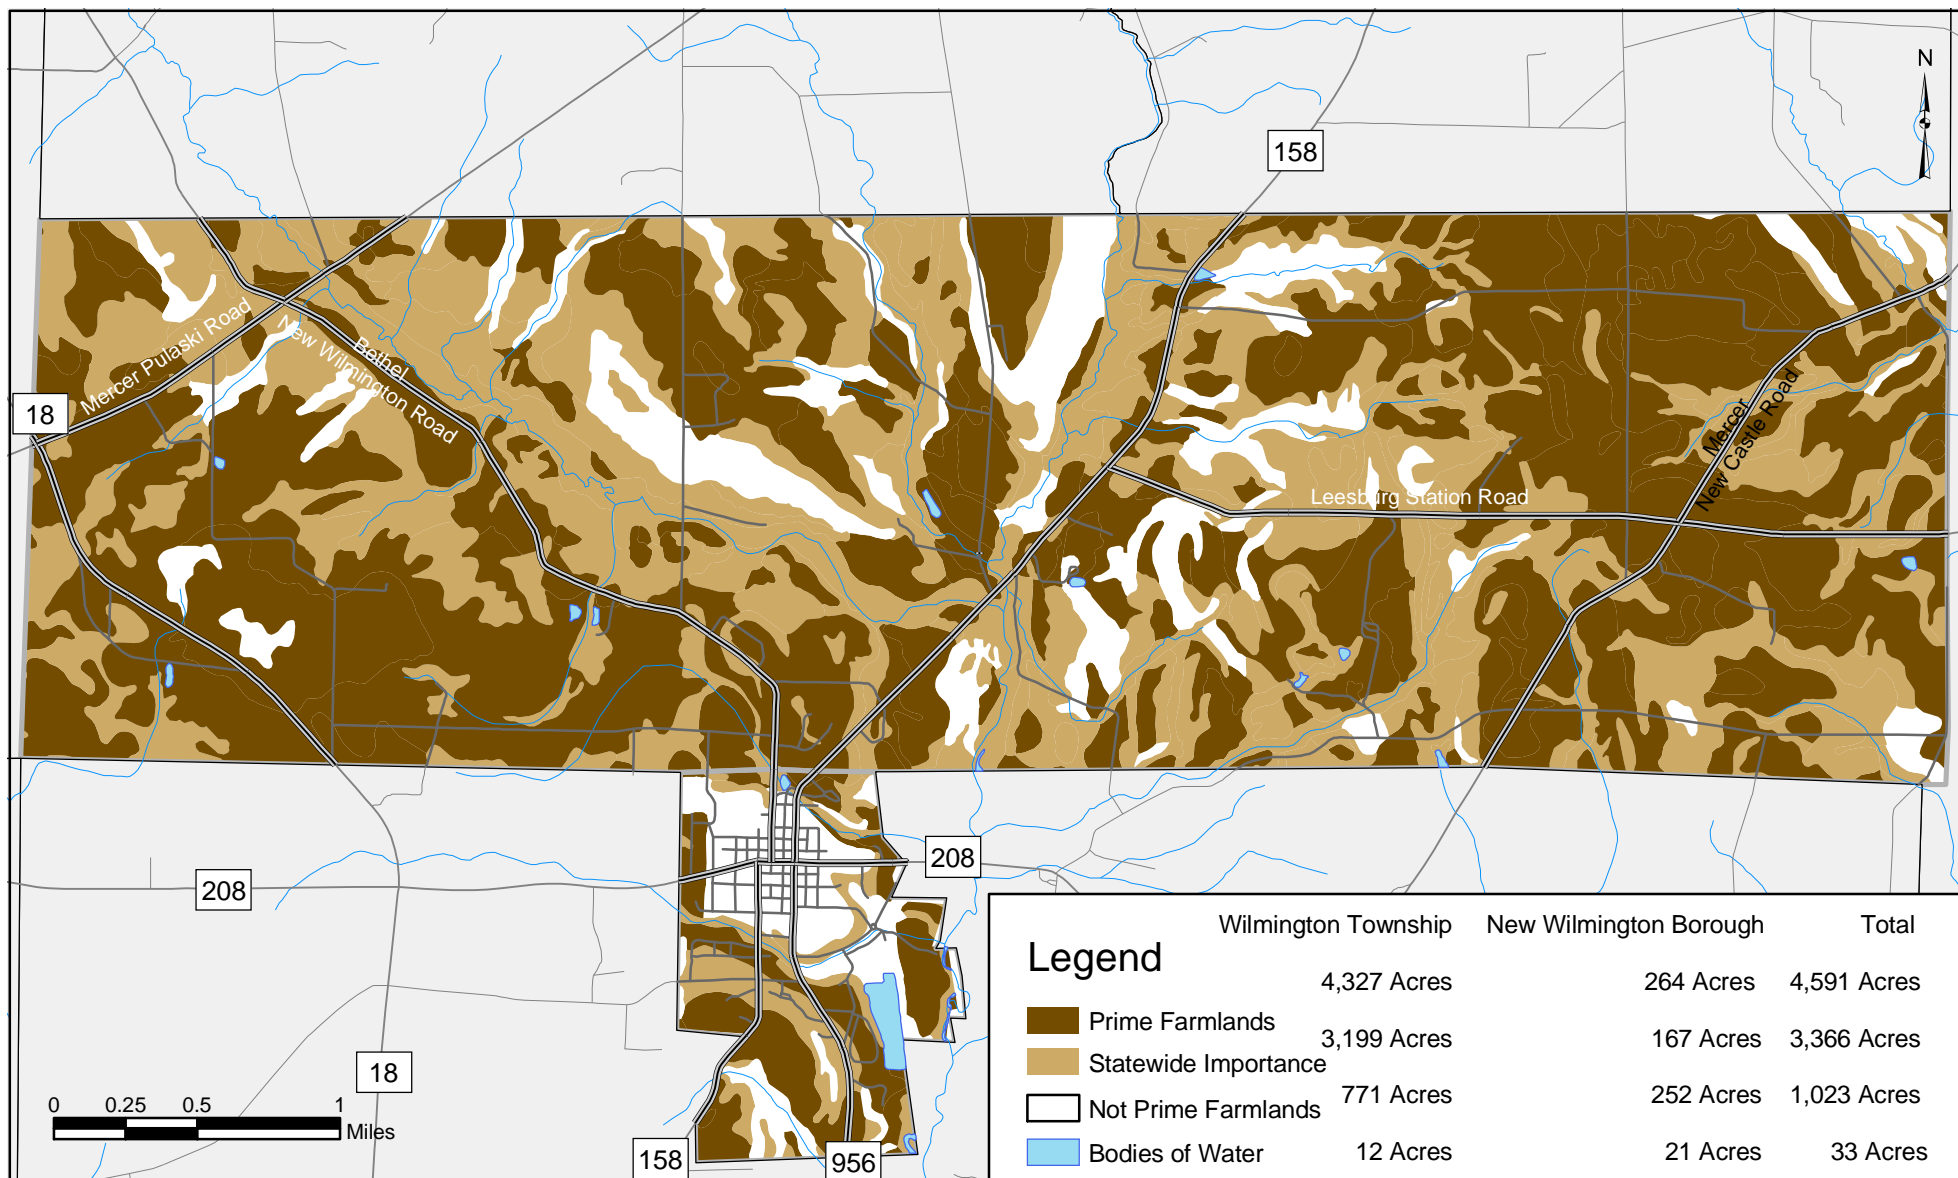 N
158
Mercer Pulaski Road
Bethel
New Wilmington Road
18
Mercer
New Castle Road
Leesburg Station Road
208
208
18
158
956
0 0.25 0.5 1
Miles
Legend
Wilmington Township New Wilmington Borough Total
4,327 Acres 264 Acres 4,591 Acres
Prime Farmlands
3,199 Acres 167 Acres 3,366 Acres
Statewide Importance
771 Acres 252 Acres 1,023 Acres
Not Prime Farmlands
Bodies of Water 12 Acres 21 Acres 33 Acres